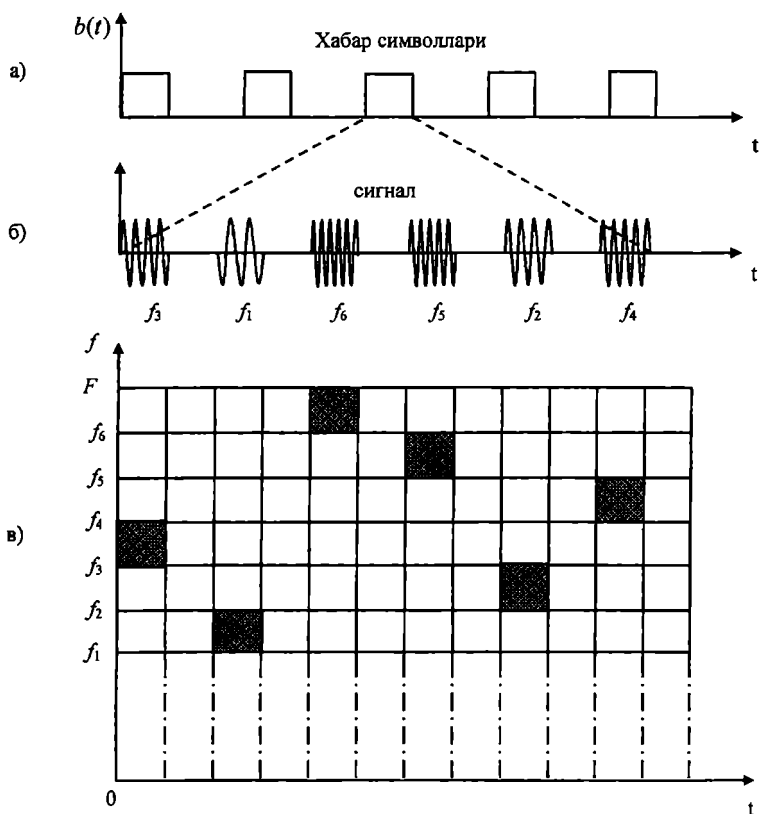 b(t)
Хабар символлари
а)
t
сигнал
б)
t
f3 f1 f6 f5 f2 f4
f
F
f6
f5
f4
в)
f3
f2
f1
0
t